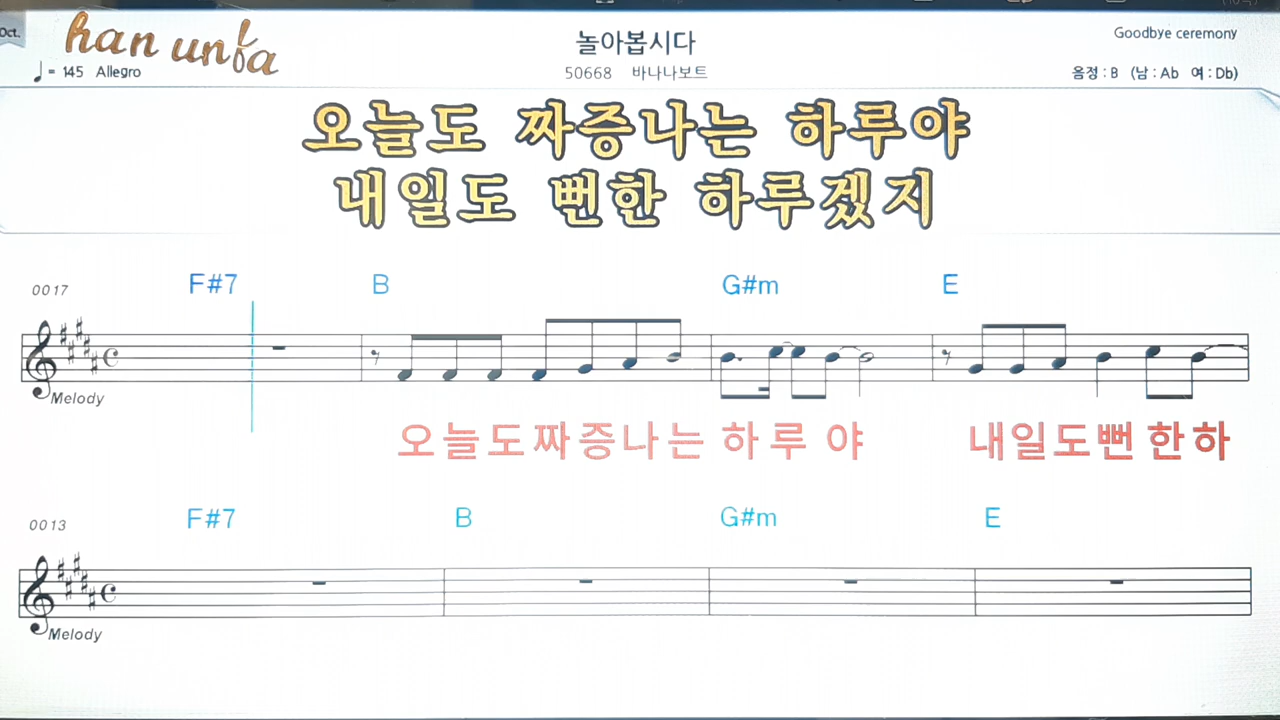 Oct.
han unfa
놀아봅시다
Goodbye ceremony
♩= 145 Allegro
50668 바나나보트
음정 : B (남 : Ab 여 : Db)
오늘도 짜증나는 하루야
내일도 뻔한 하루겠지
0017 F#7 B G#m E
Melody
오늘도짜증나는 하루야 내일도뻔한하
0013 F#7 B G#m E
Melody